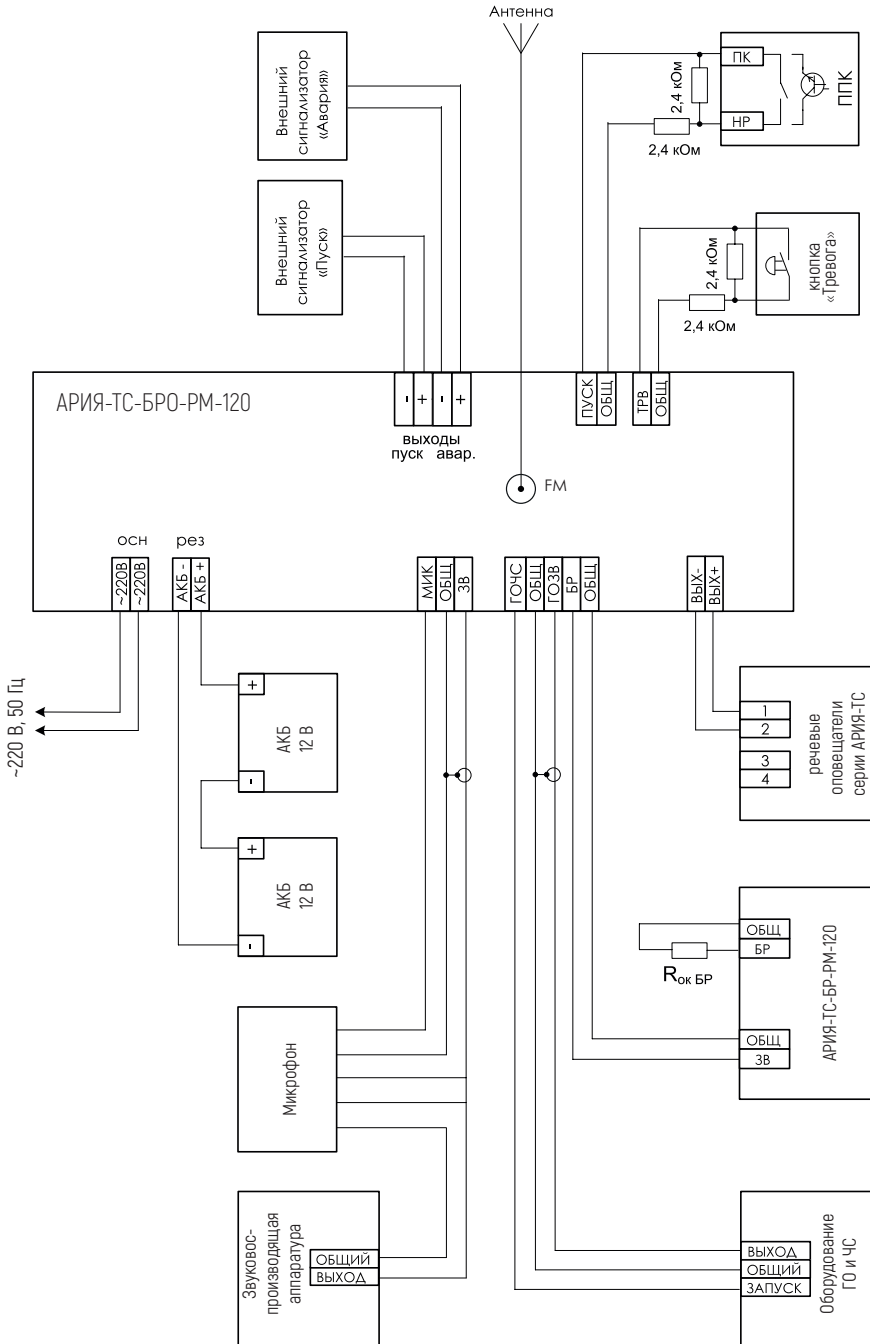 Антенна
Внешний
сигнализатор
«Авария»
Внешний
сигнализатор
«Пуск»
ПК
НР
ППК
2,4 кОм
2,4 кОм
кнопка
«Тревога»
2,4 кОм
2,4 кОм
АРИЯ-ТС-БРО-РМ-120
-
+
-
+
выходы
пуск авар.
ПУСК
ОБЩ
ТРВ
ОБЩ
FM
осн
рез
~220В
~220В
АКБ -
АКБ +
МИК
ОБЩ
ЗВ
ГОЧС
ОБЩ
ГОЗВ
БР
ОБЩ
ВЫХ-
ВЫХ+
~220 В, 50 Гц
+
АКБ
12 В
-
+
АКБ
12 В
-
Микрофон
Звуковос-
производящая
аппаратура
ОБЩИЙ
ВЫХОД
1
2
3
4
речевые
оповещатели
серии АРИЯ-ТС
ОБЩ
БР
Rок БР
ОБЩ
ЗВ
АРИЯ-ТС-БР-РМ-120
ВЫХОД
ОБЩИЙ
ЗАПУСК
Оборудование
ГО и ЧС